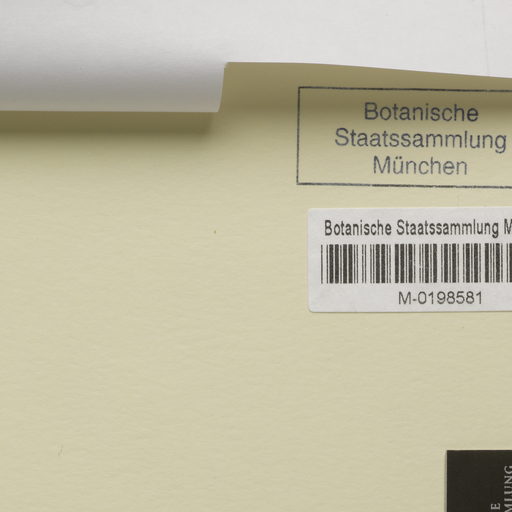 Botanische
Staatssammlung
München
Botanische Staatssammlung M
M-0198581